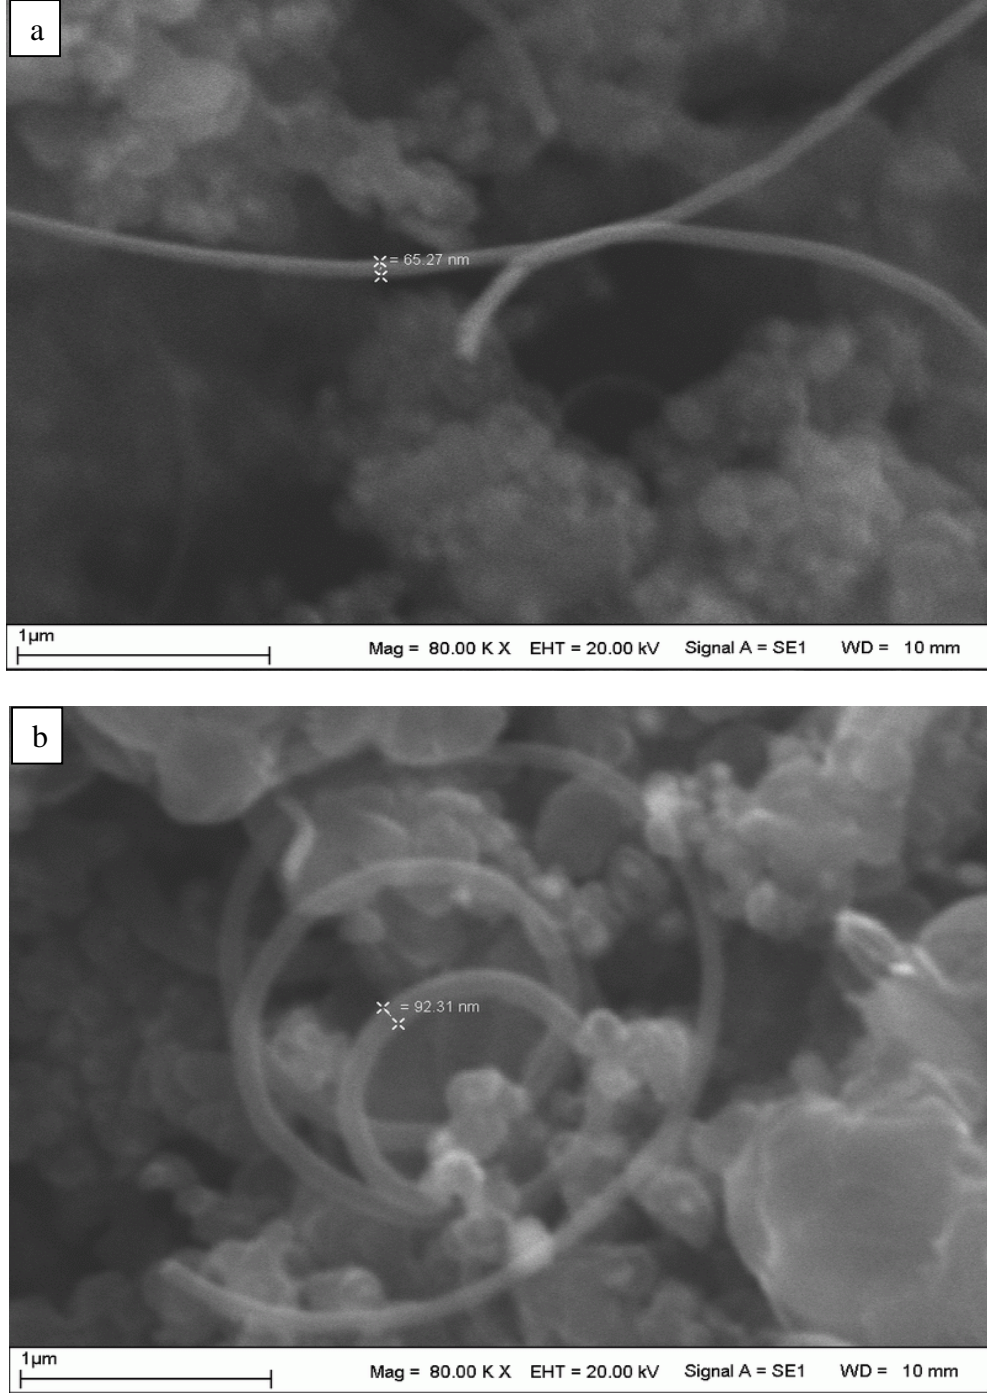 a
= 65.27 nm
1µm
Mag = 80.00 K X EHT = 20.00 kV Signal A = SE1 WD = 10 mm
b
= 92.31 nm
1µm
Mag = 80.00 K X EHT = 20.00 kV Signal A = SE1 WD = 10 mm